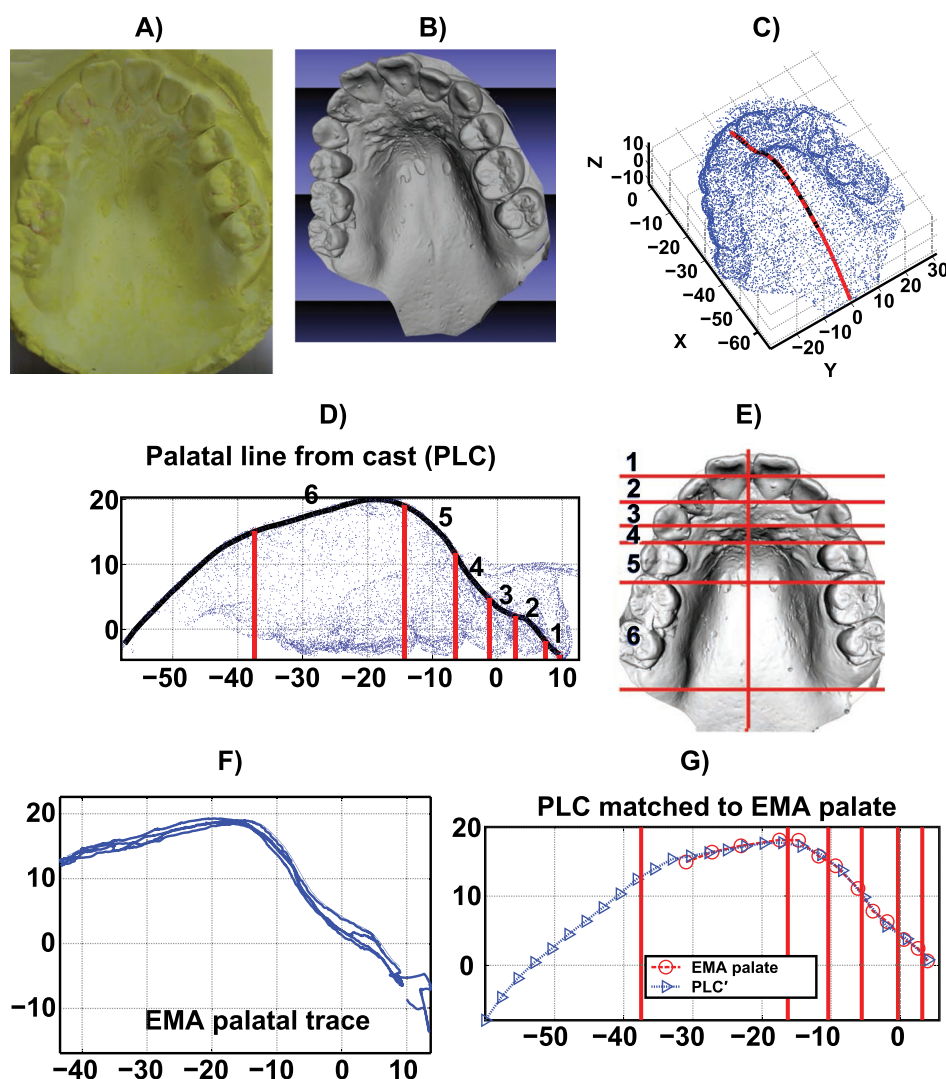 A)
B)
C)
10
0
−10
Z
0
−10
−20
−30
−40
−50
−60
X
−20
−10
0
10
20
30
Y
D)
Palatal line from cast (PLC)
20
10
0
6
5
4
3
2
1
−50 −40 −30 −20 −10 0 10
E)
1
2
3
4
5
6
F)
20
10
0
−10
EMA palatal trace
−40 −30 −20 −10 0 10
G)
PLC matched to EMA palate
20
10
0
EMA palate
PLC′
−50 −40 −30 −20 −10 0